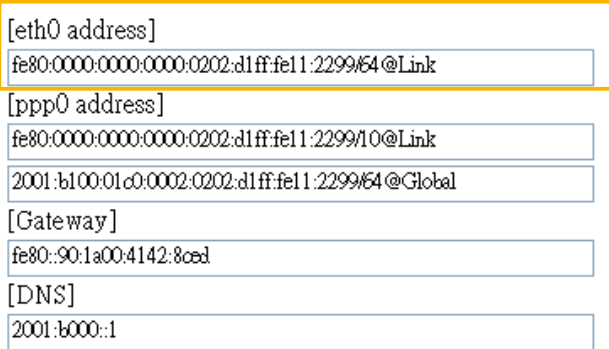 [eth0 address]
fe80:0000:0000:0000:0202:d1ff:fe11:2299/64@Link
[ppp0 address]
fe80:0000:0000:0000:0202:d1ff:fe11:2299/10@Link
2001:b100:01c0:0002:0202:d1ff:fe11:2299/64@Global
[Gateway]
fe80::90:1a00:4142:8ced
[DNS]
2001:b000::1